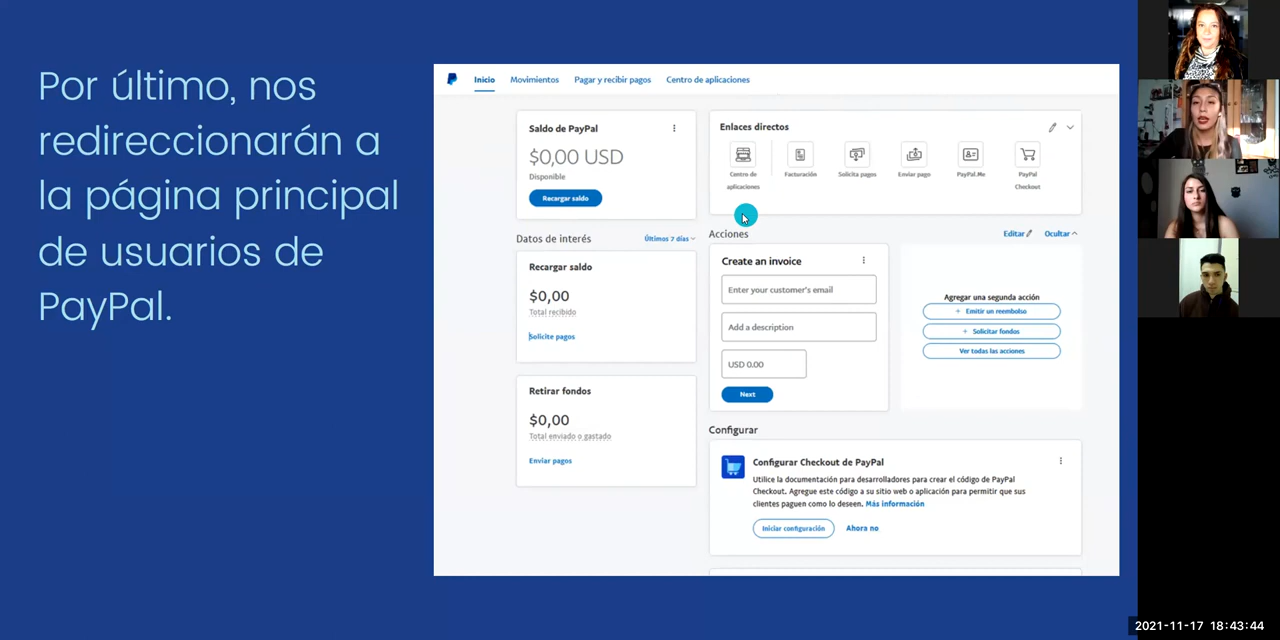 Por último, nos
redireccionarán a
la página principal
de usuarios de
PayPal.
Inicio Movimientos Pagar y recibir pagos Centro de aplicaciones
Saldo de PayPal
$0,00 USD
Disponible
Recargar saldo
Enlaces directos
Centro de
aplicaciones
Facturación
Solicita pagos
Enviar pago
PayPal.Me
PayPal
Checkout
Datos de interés
Últimos 7 días
Recargar saldo
$0,00
Total recibido
Solicite pagos
Retirar fondos
$0,00
Total enviado o gastado
Enviar pagos
Acciones
Editar
Ocultar
Create an invoice
Enter your customer's email
Add a description
USD 0.00
Next
Agregar una segunda acción
+ Emitir un reembolso
+ Solicitar fondos
Ver todas las acciones
Configurar
Configurar Checkout de PayPal
Utilice la documentación para desarrolladores para crear el código de PayPal
Checkout. Agregue este código a su sitio web o aplicación para permitir que sus
clientes paguen como lo deseen. Más información
Iniciar configuración
Ahora no
2021-11-17 18:43:44